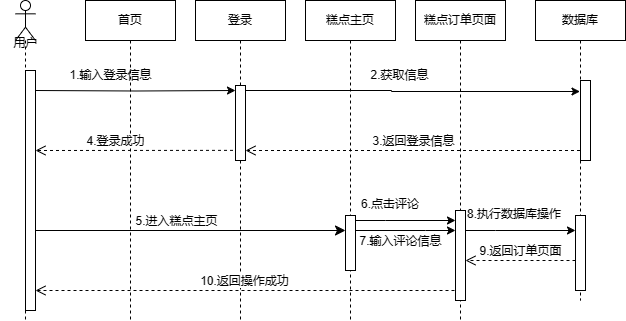 首页
登录
糕点主页
糕点订单页面
数据库
用户
1.输入登录信息
2.获取信息
4.登录成功
3.返回登录信息
6.点击评论
5.进入糕点主页
8.执行数据库操作
7.输入评论信息
9.返回订单页面
10.返回操作成功